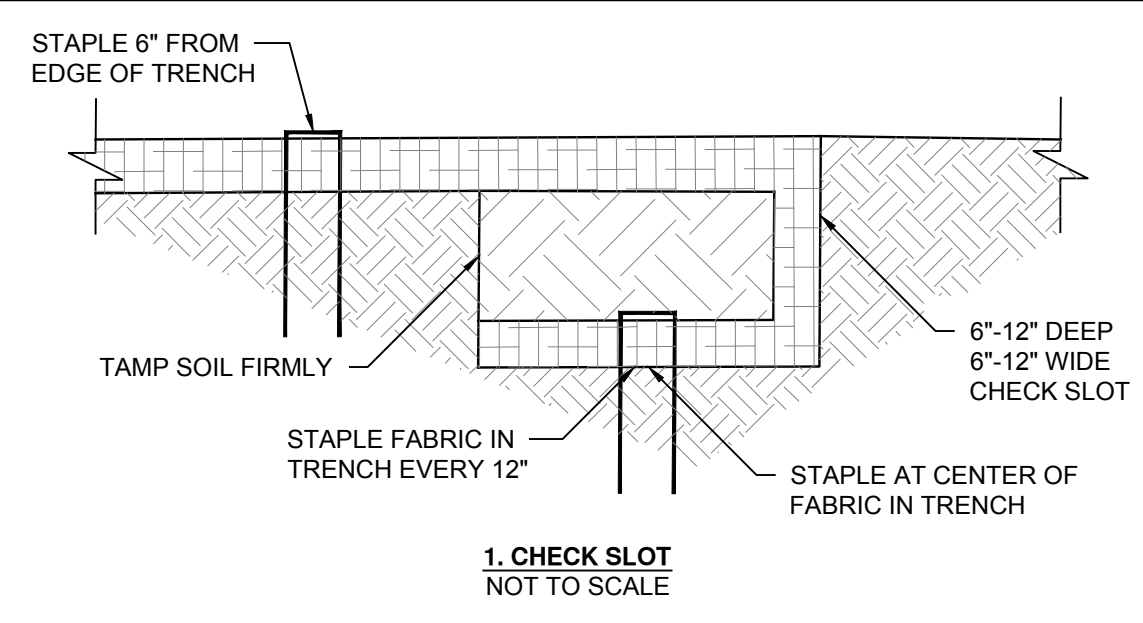 STAPLE 6" FROM
EDGE OF TRENCH
TAMP SOIL FIRMLY
6"-12" DEEP
6"-12" WIDE
CHECK SLOT
STAPLE FABRIC IN
TRENCH EVERY 12"
STAPLE AT CENTER OF
FABRIC IN TRENCH
1. CHECK SLOT
NOT TO SCALE